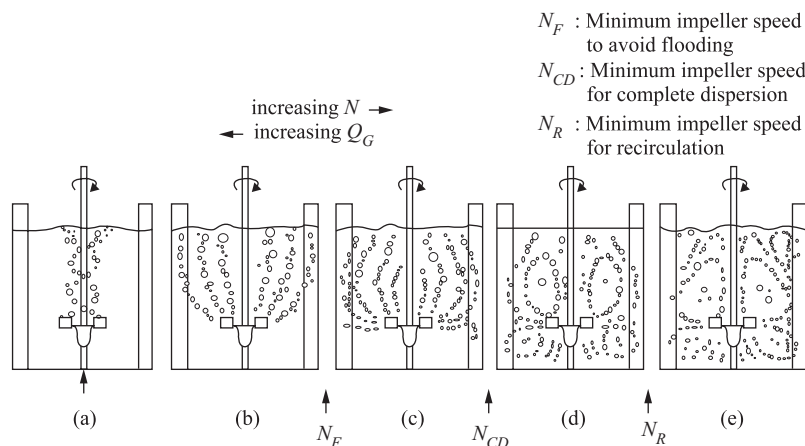 N_F : Minimum impeller speed
to avoid flooding
N_CD : Minimum impeller speed
for complete dispersion
N_R : Minimum impeller speed
for recirculation
increasing N →
← increasing Q_G
(a) (b) (c) (d) (e)
N_F N_CD N_R